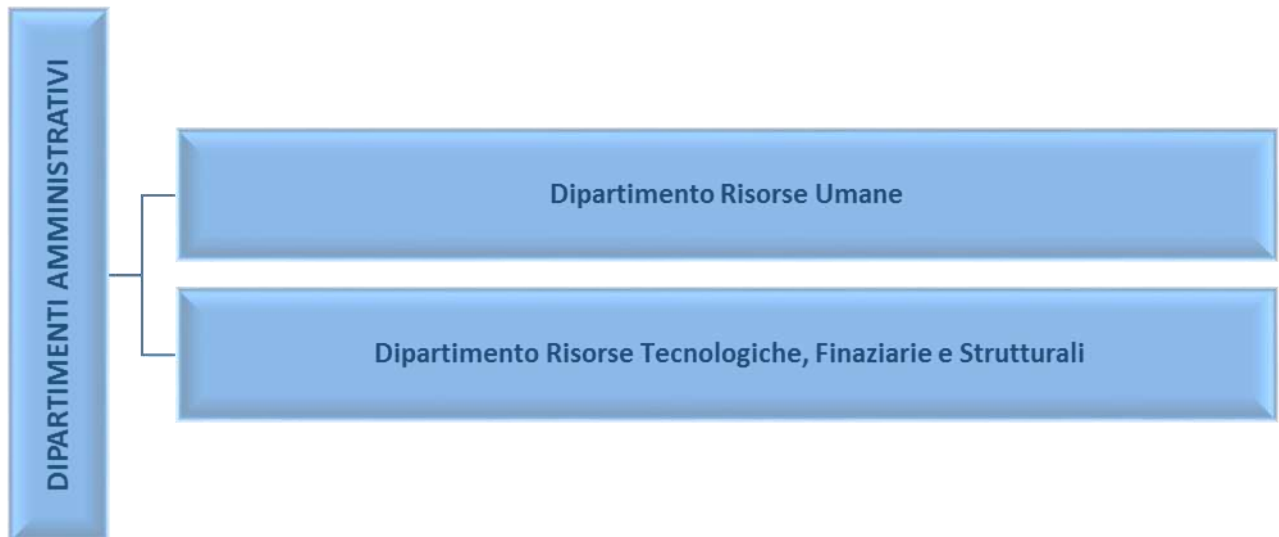 DIPARTIMENTI AMMINISTRATIVI
Dipartimento Risorse Umane
Dipartimento Risorse Tecnologiche, Finaziarie e Strutturali